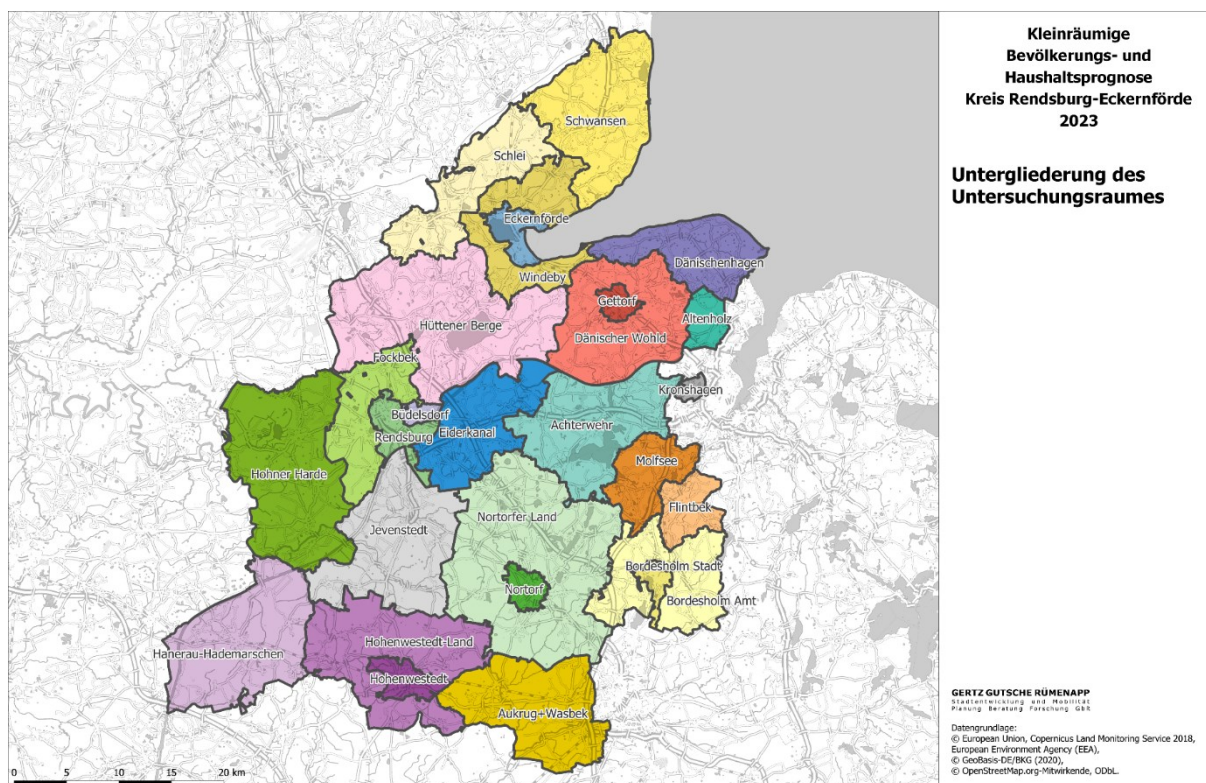 Kleinräumige
Bevölkerungs- und
Haushaltsprognose
Kreis Rendsburg-Eckernförde
2023
Untergliederung des
Untersuchungsraumes
Schwansen
Schlei
Eckernförde
Dänischenhagen
Windeby
Gettorf
Altenholz
Hüttener Berge
Dänischer Wohld
Fockbek
Kronshagen
Büdelsdorf
Eiderkanal
Achterwehr
Rendsburg
Molfsee
Hohner Harde
Flintbek
Nortorfer Land
Jevenstedt
Bordesholm Stadt
Nortorf
Bordesholm Amt
Hohenwestedt-Land
Hanerau-Hademarschen
Hohenwestedt
Aukrug+Wasbek
0 5 10 15 20 km
GERTZ GUTSCHE RÜMENAPP
Stadtentwicklung und Mobilität
Planung Beratung Forschung GbR
Datengrundlage:
© European Union, Copernicus Land Monitoring Service 2018,
European Environment Agency (EEA),
© GeoBasis-DE/BKG (2020),
© OpenStreetMap.org-Mitwirkende, ODbL.